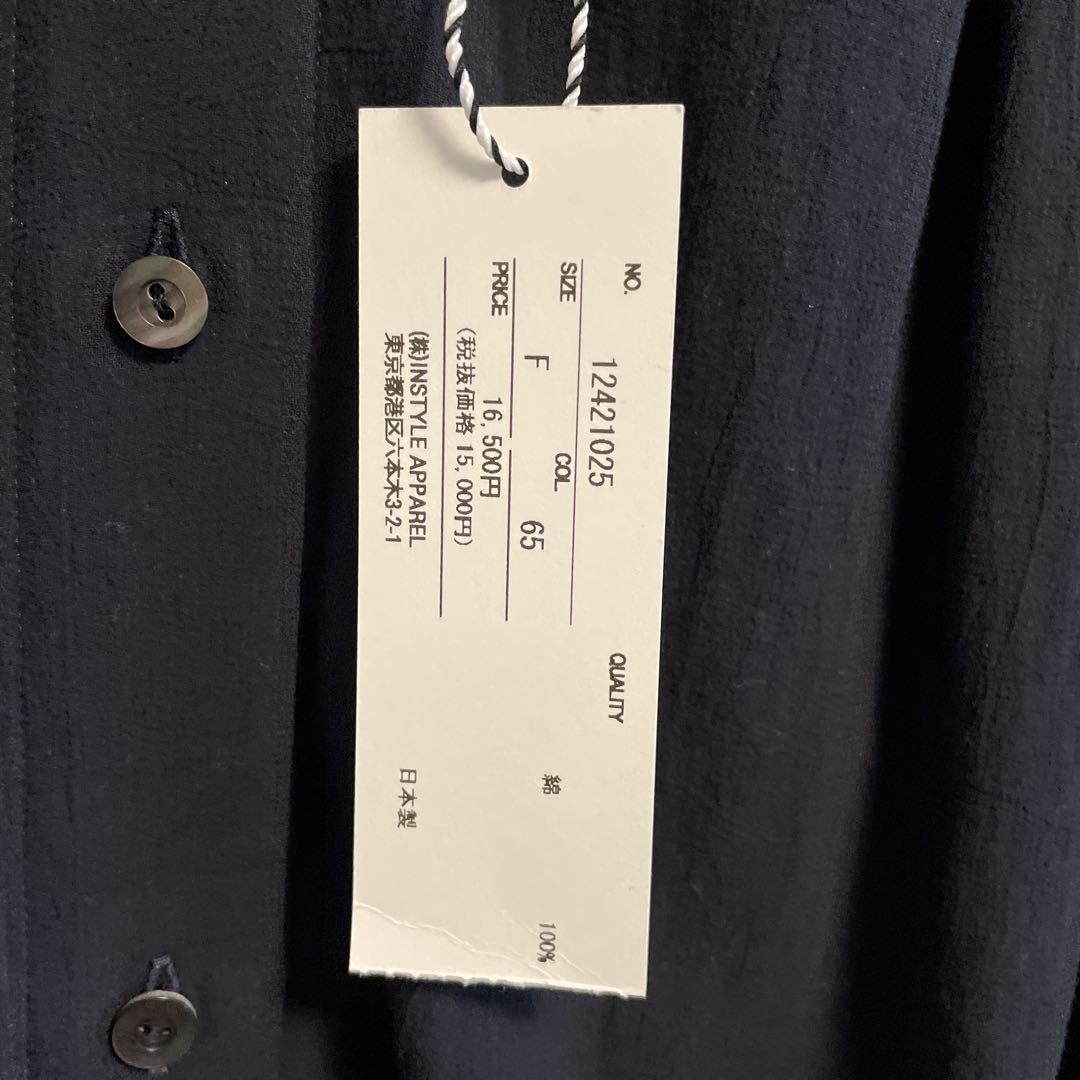 NO.
12421025
SIZE COL.
F 65
PRICE
16,500円
(税抜価格15,000円)
(株)INSTYLE APPAREL
東京都港区六本木3-2-1
QUALITY
綿 100%
日本製